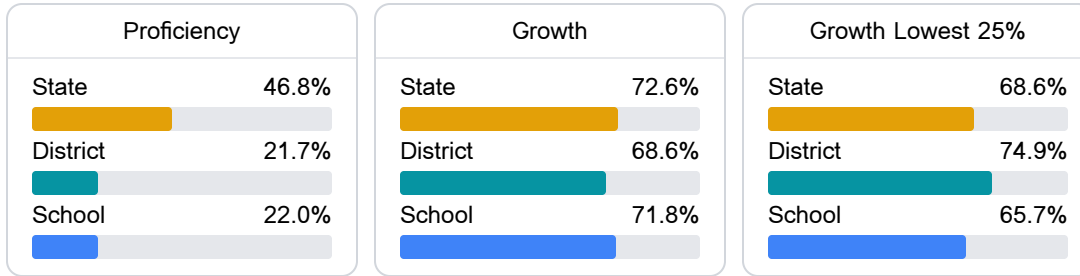 Proficiency
State 46.8%
District 21.7%
School 22.0%
Growth
State 72.6%
District 68.6%
School 71.8%
Growth Lowest 25%
State 68.6%
District 74.9%
School 65.7%